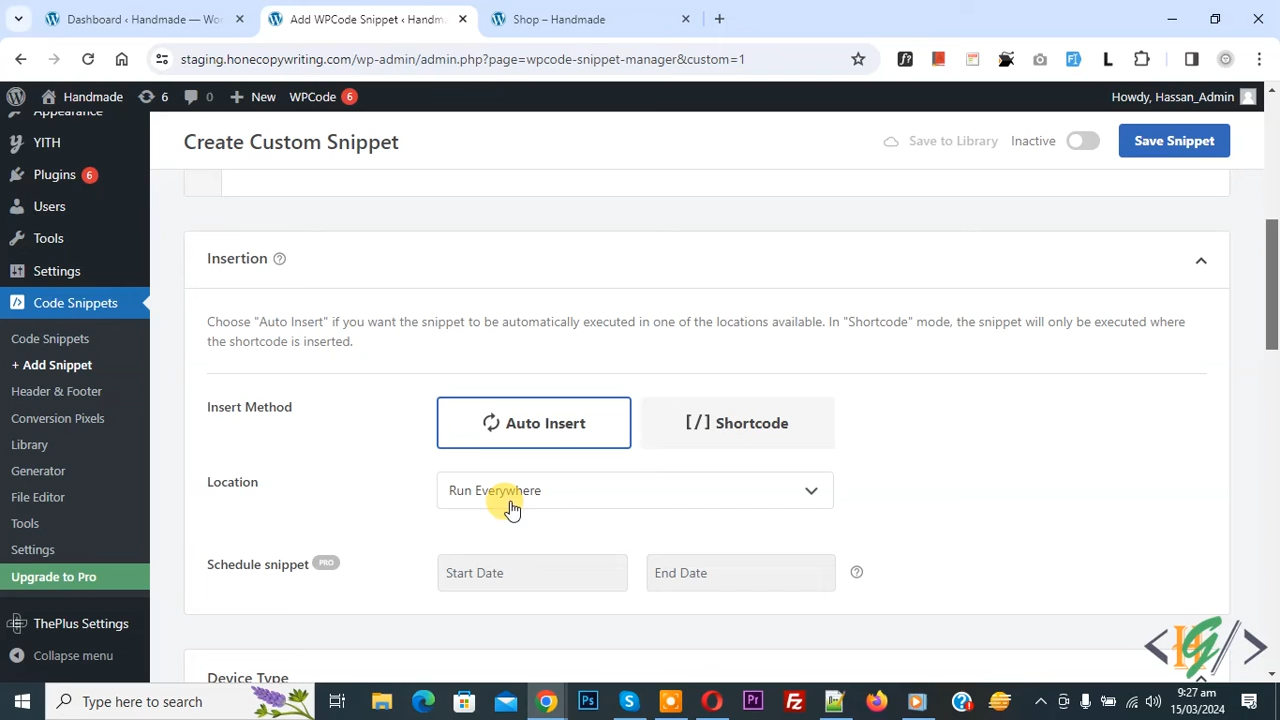 Dashboard ‹ Handmade — Wo
Add WPCode Snippet ‹ Handm
Shop – Handmade
staging.homecopywriting.com/wp-admin/admin.php?page=wpcode-snippet-manager&custom=1
Handmade
6
0
New
WPCode 6
Howdy, Hassan_Admin
Appearance
YITH
Plugins 6
Users
Tools
Settings
Code Snippets
Code Snippets
+ Add Snippet
Header & Footer
Conversion Pixels
Library
Generator
File Editor
Tools
Settings
Upgrade to Pro
ThePlus Settings
Collapse menu
Create Custom Snippet
Save to Library
Inactive
Save Snippet
Insertion
Choose "Auto Insert" if you want the snippet to be automatically executed in one of the locations available. In "Shortcode" mode, the snippet will only be executed where
the shortcode is inserted.
Insert Method
Auto Insert
[/] Shortcode
Location
Run Everywhere
Schedule snippet PRO
Start Date
End Date
Device Type
Type here to search
9:27 am
15/03/2024